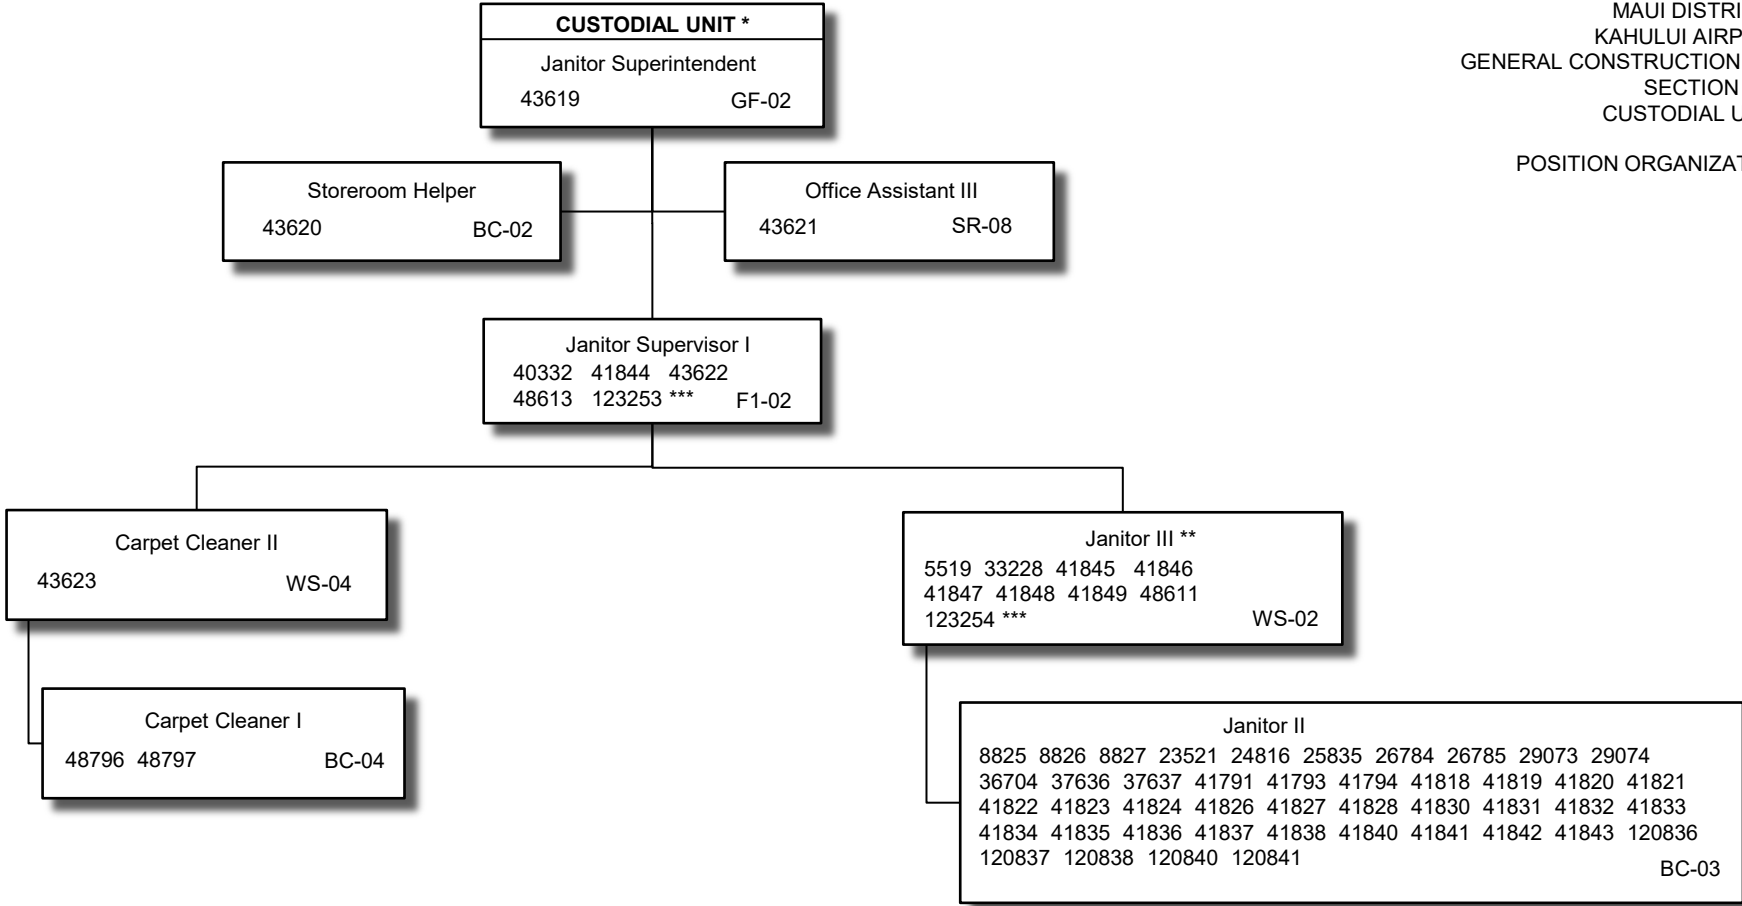 CUSTODIAL UNIT *
Janitor Superintendent
43619 GF-02
MAUI DISTRI
KAHULUI AIRP
GENERAL CONSTRUCTION
SECTION
CUSTODIAL U
POSITION ORGANIZAT
Storeroom Helper
43620 BC-02
Office Assistant III
43621 SR-08
Janitor Supervisor I
40332 41844 43622
48613 123253 *** F1-02
Carpet Cleaner II
43623 WS-04
Carpet Cleaner I
48796 48797 BC-04
Janitor III **
5519 33228 41845 41846
41847 41848 41849 48611
123254 *** WS-02
Janitor II
8825 8826 8827 23521 24816 25835 26784 26785 29073 29074
36704 37636 37637 41791 41793 41794 41818 41819 41820 41821
41822 41823 41824 41826 41827 41828 41830 41831 41832 41833
41834 41835 41836 41837 41838 41840 41841 41842 41843 120836
120837 120838 120840 120841
BC-03